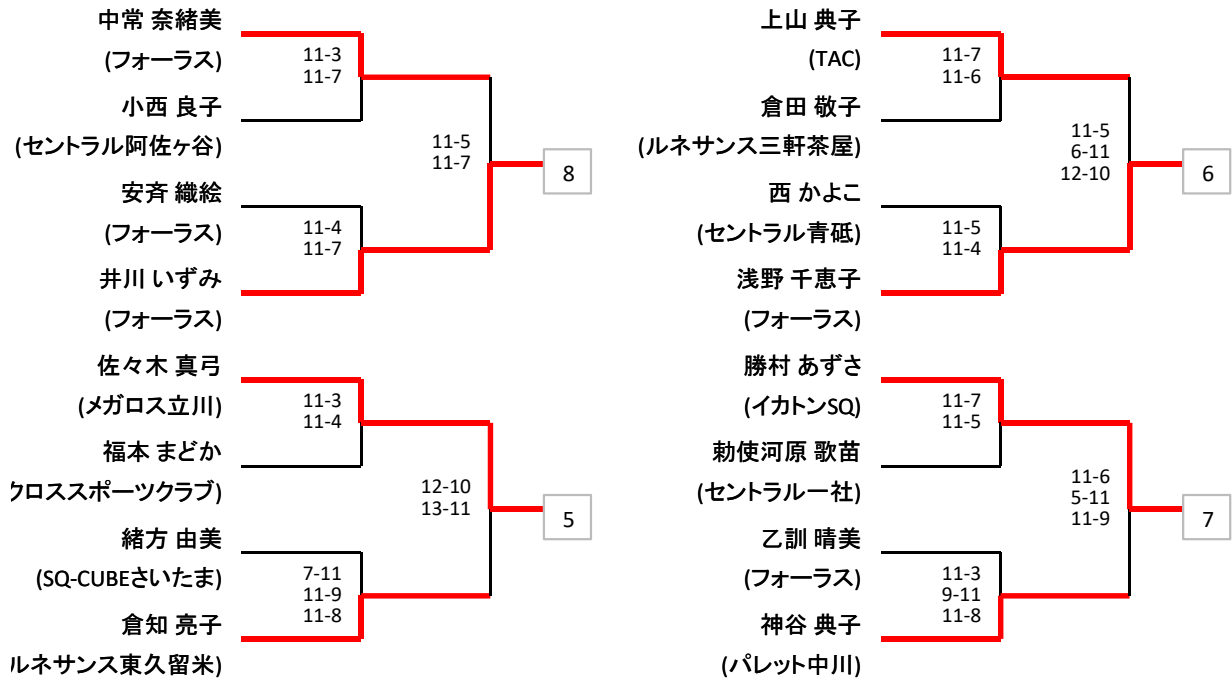 中常 奈緒美
(フォーラス)
11-3
11-7
小西 良子
(セントラル阿佐ヶ谷)
11-5
11-7
8
安斉 織絵
(フォーラス)
11-4
11-7
井川 いずみ
(フォーラス)
佐々木 真弓
(メガロス立川)
11-3
11-4
福本 まどか
クロススポーツクラブ)
12-10
13-11
5
緒方 由美
(SQ-CUBEさいたま)
7-11
11-9
11-8
倉知 亮子
ルネサンス東久留米)
上山 典子
(TAC)
11-7
11-6
倉田 敬子
(ルネサンス三軒茶屋)
11-5
6-11
12-10
6
西 かよこ
(セントラル青砥)
11-5
11-4
浅野 千恵子
(フォーラス)
勝村 あずさ
(イカトンSQ)
11-7
11-5
勅使河原 歌苗
(セントラル一社)
11-6
5-11
11-9
7
乙訓 晴美
(フォーラス)
11-3
9-11
11-8
神谷 典子
(パレット中川)